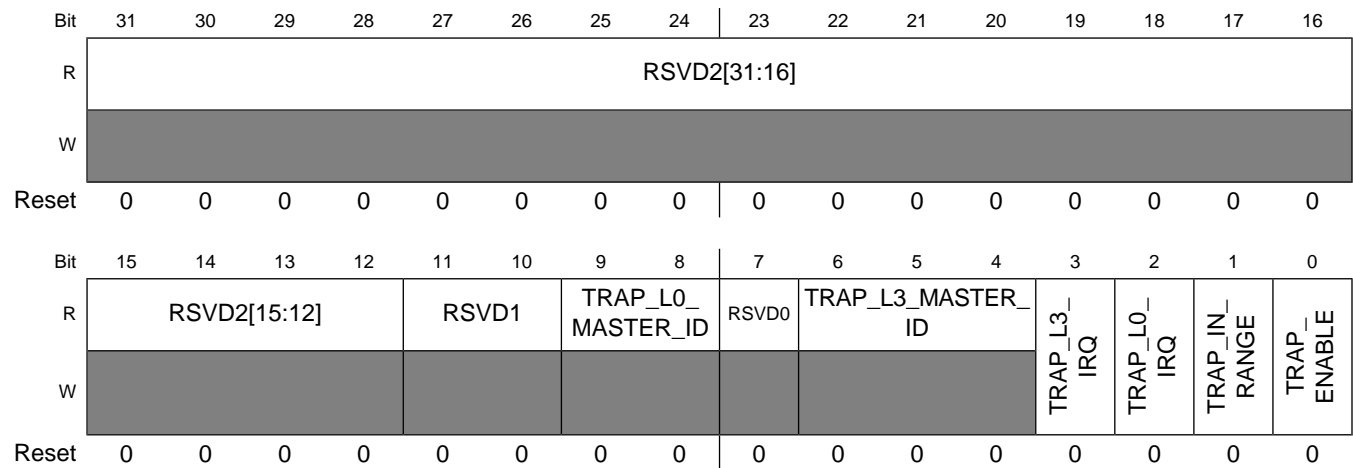 Bit 31 30 29 28 27 26 25 24 23 22 21 20 19 18 17 16
R RSVD2[31:16]
W
Reset 0 0 0 0 0 0 0 0 0 0 0 0 0 0 0 0
Bit 15 14 13 12 11 10 9 8 7 6 5 4 3 2 1 0
R RSVD2[15:12] RSVD1 TRAP_L0_ RSVD0 TRAP_L3_MASTER_
MASTER_ID ID
TRAP_L3_
IRQ
TRAP_L0_
IRQ
TRAP_IN_
RANGE
TRAP_
ENABLE
W
Reset 0 0 0 0 0 0 0 0 0 0 0 0 0 0 0 0